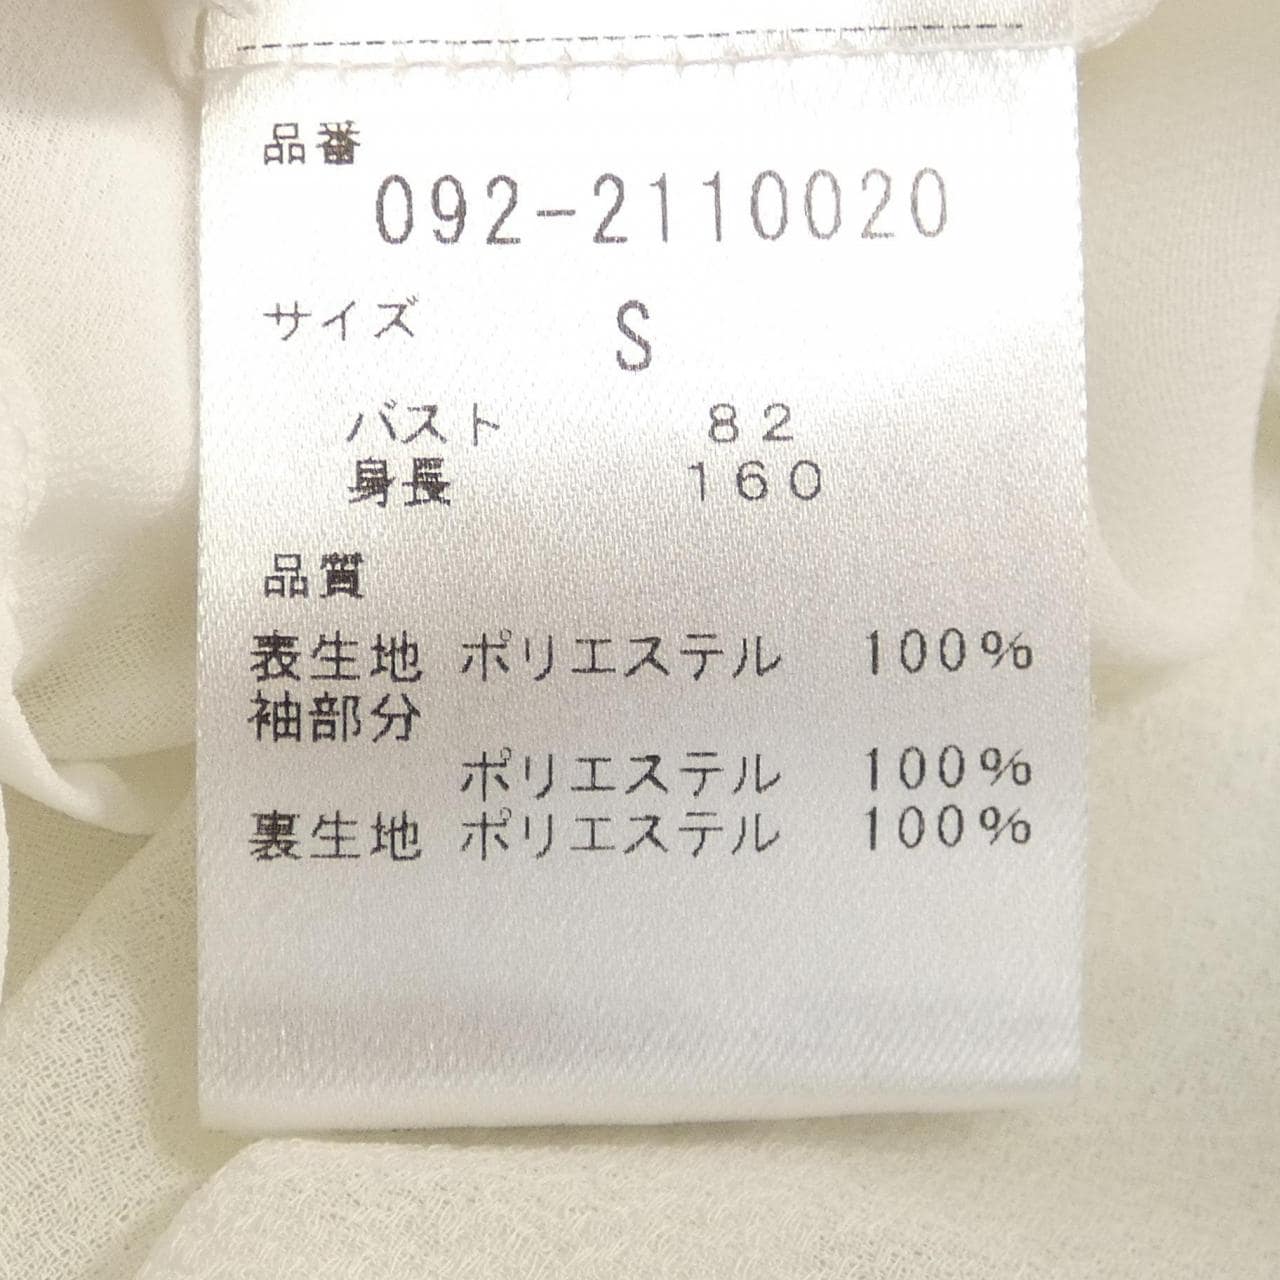 品番
092-2110020
サイズ S
バスト 82
身長 160
品質
表生地 ポリエステル 100%
袖部分
ポリエステル 100%
裏生地 ポリエステル 100%